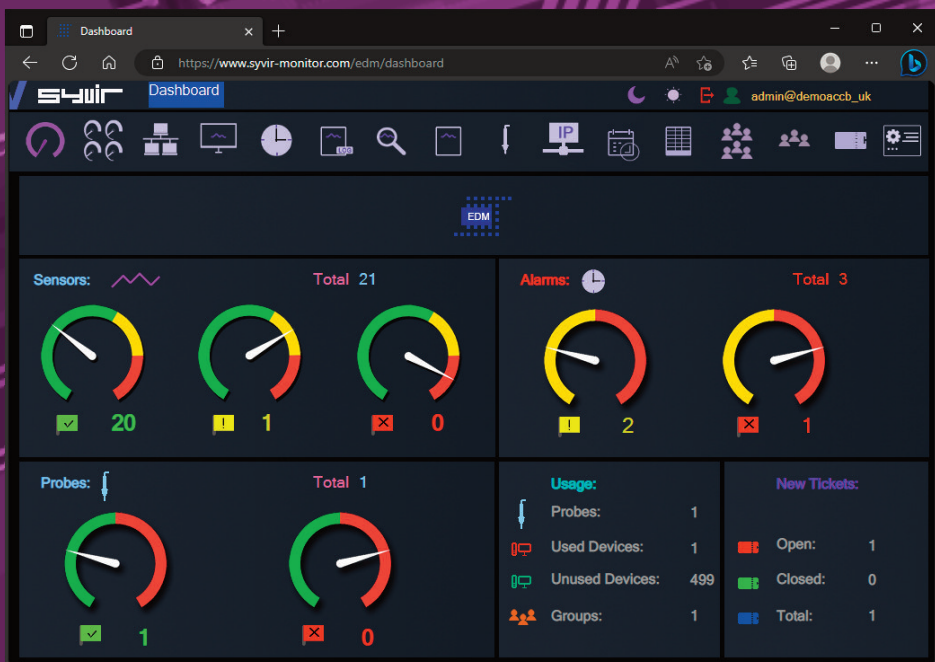 Dashboard
https://www.syvir-monitor.com/edm/dashboard
syvir
Dashboard
admin@demoaccb_uk
LOG
IP
EDM
Sensors:
Total 21
20
1
0
Alarms:
Total 3
2
1
Probes:
Total 1
1
0
Usage:
Probes: 1
Used Devices: 1
Unused Devices: 499
Groups: 1
New Tickets:
Open: 1
Closed: 0
Total: 1